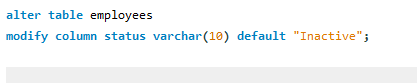 alter table employees
modify column status varchar(10) default "Inactive";